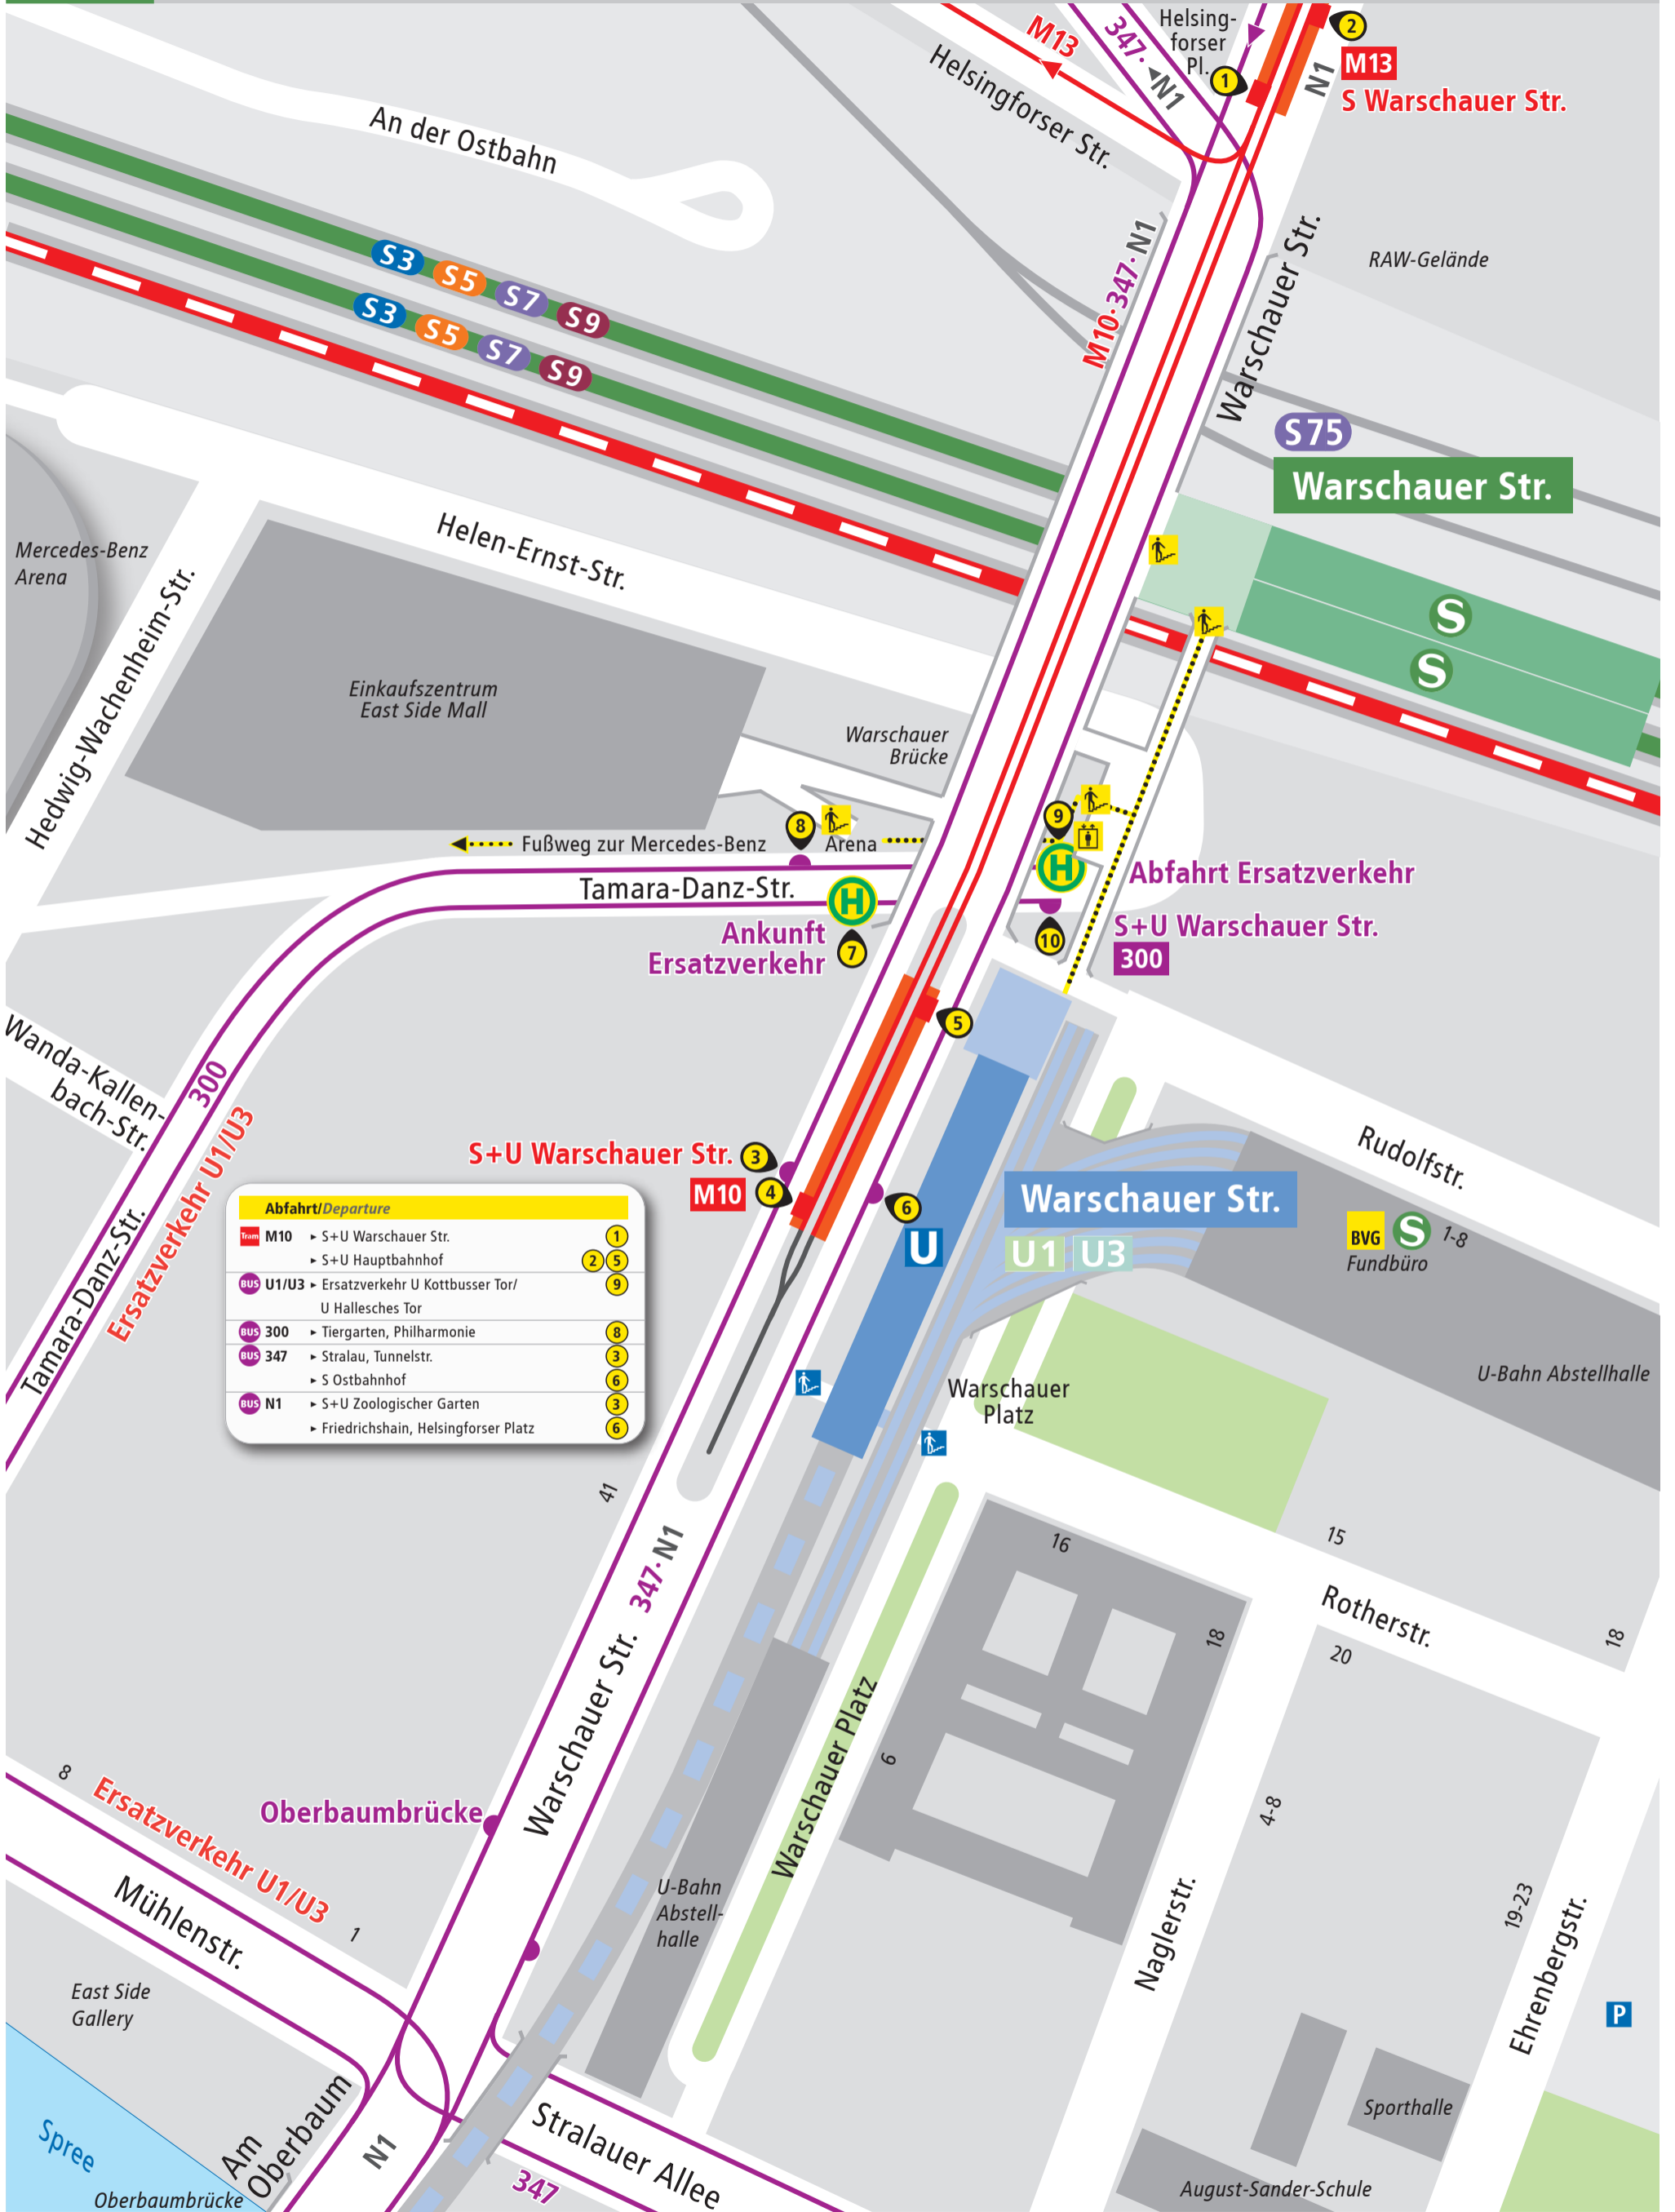 Helsing-
forser
Pl.
1
2
M13
S Warschauer Str.
M13
347·N1
N1
Helsingforser Str.
An der Ostbahn
M10·347·N1
Warschauer Str.
RAW-Gelände
S3 S5 S7 S9
S3 S5 S7 S9
S75
Warschauer Str.
Mercedes-Benz
Arena
Helen-Ernst-Str.
Hedwig-Wachenheim-Str.
S
S
Einkaufszentrum
East Side Mall
Warschauer
Brücke
8
9
Fußweg zur Mercedes-Benz Arena
H
Abfahrt Ersatzverkehr
Tamara-Danz-Str.
H
Ankunft
Ersatzverkehr
7
10
S+U Warschauer Str.
300
5
Wanda-Kallen-
bach-Str.
300
Ersatzverkehr U1/U3
Tamara-Danz-Str.
S+U Warschauer Str.
3
M10
4
6
U
Warschauer Str.
U1 U3
Rudolfstr.
BVG S
1-8
Fundbüro
U-Bahn Abstellhalle
Abfahrt/Departure
Tram M10 ▸ S+U Warschauer Str. 1
▸ S+U Hauptbahnhof 2 5
BUS U1/U3 ▸ Ersatzverkehr U Kottbusser Tor/ 9
U Hallesches Tor
BUS 300 ▸ Tiergarten, Philharmonie 8
BUS 347 ▸ Stralau, Tunnelstr. 3
▸ S Ostbahnhof 6
BUS N1 ▸ S+U Zoologischer Garten 3
▸ Friedrichshain, Helsingforser Platz 6
Warschauer
Platz
41
347·N1
Warschauer Str.
16
15
18
Rotherstr.
20
18
Warschauer Platz
6
4-8
8
Ersatzverkehr U1/U3
Oberbaumbrücke
Mühlenstr.
1
U-Bahn
Abstell-
halle
Naglerstr.
19-23
Ehrenbergstr.
P
East Side
Gallery
Spree
Am
Oberbaum
Oberbaumbrücke
N1
Stralauer Allee
347
Sporthalle
August-Sander-Schule